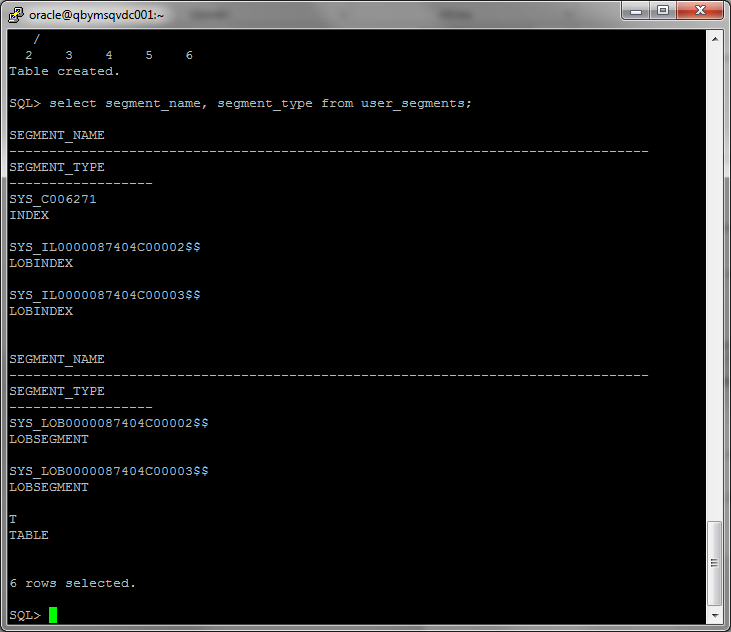 oracle@qbymsqvdc001:~
/
2 3 4 5 6
Table created.
SQL> select segment_name, segment_type from user_segments;
SEGMENT_NAME
--------------------------------------------------------------------------------
SEGMENT_TYPE
------------------
SYS_C006271
INDEX
SYS_IL0000087404C00002$$
LOBINDEX
SYS_IL0000087404C00003$$
LOBINDEX
SEGMENT_NAME
--------------------------------------------------------------------------------
SEGMENT_TYPE
------------------
SYS_LOB0000087404C00002$$
LOBSEGMENT
SYS_LOB0000087404C00003$$
LOBSEGMENT
T
TABLE
6 rows selected.
SQL>